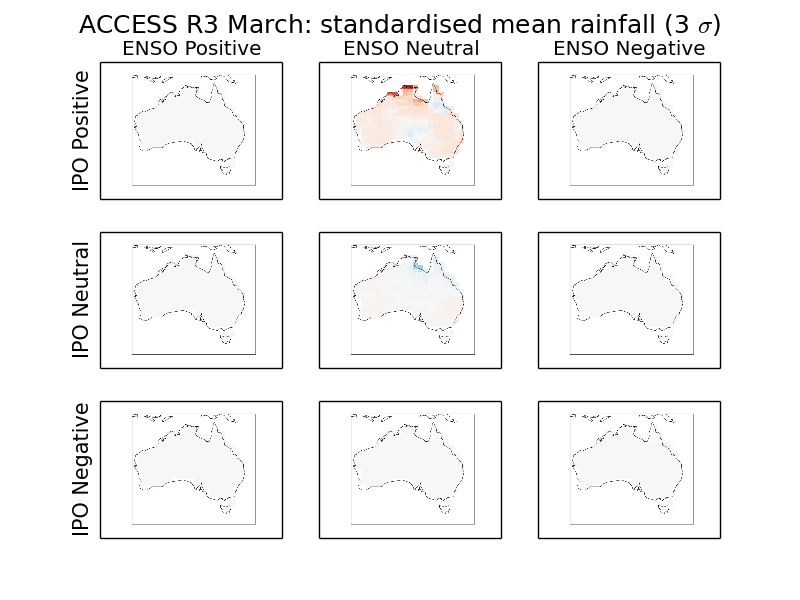 ACCESS R3 March: standardised mean rainfall (3 σ)
ENSO Positive ENSO Neutral ENSO Negative
IPO Positive
IPO Neutral
IPO Negative